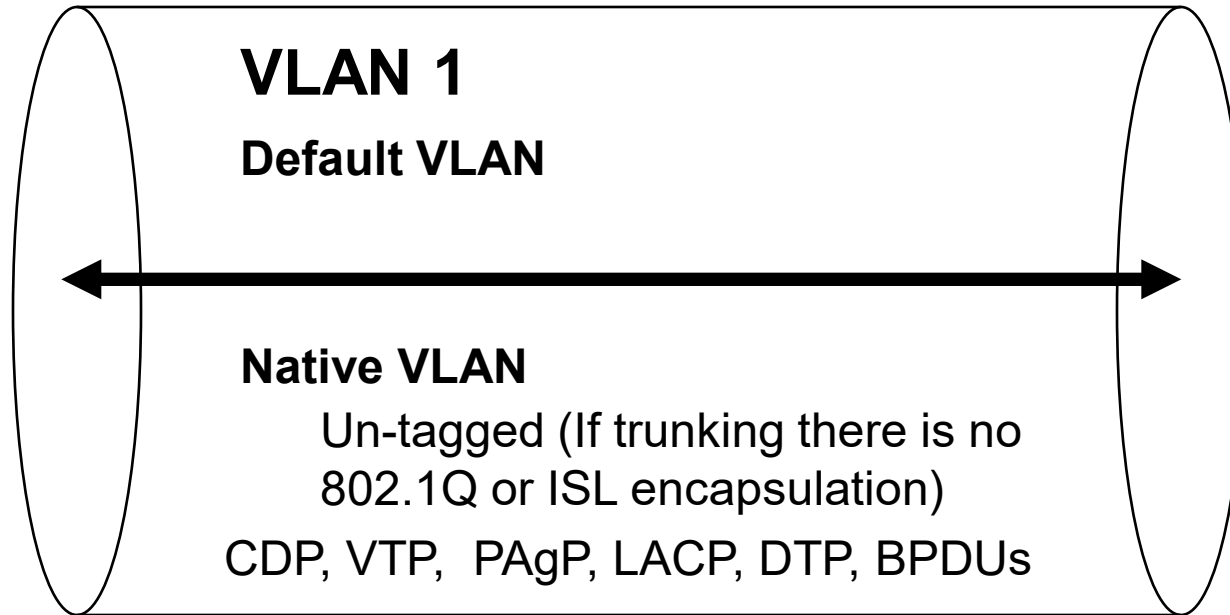 VLAN 1
Default VLAN
Native VLAN
Un-tagged (If trunking there is no
802.1Q or ISL encapsulation)
CDP, VTP, PAgP, LACP, DTP, BPDUs